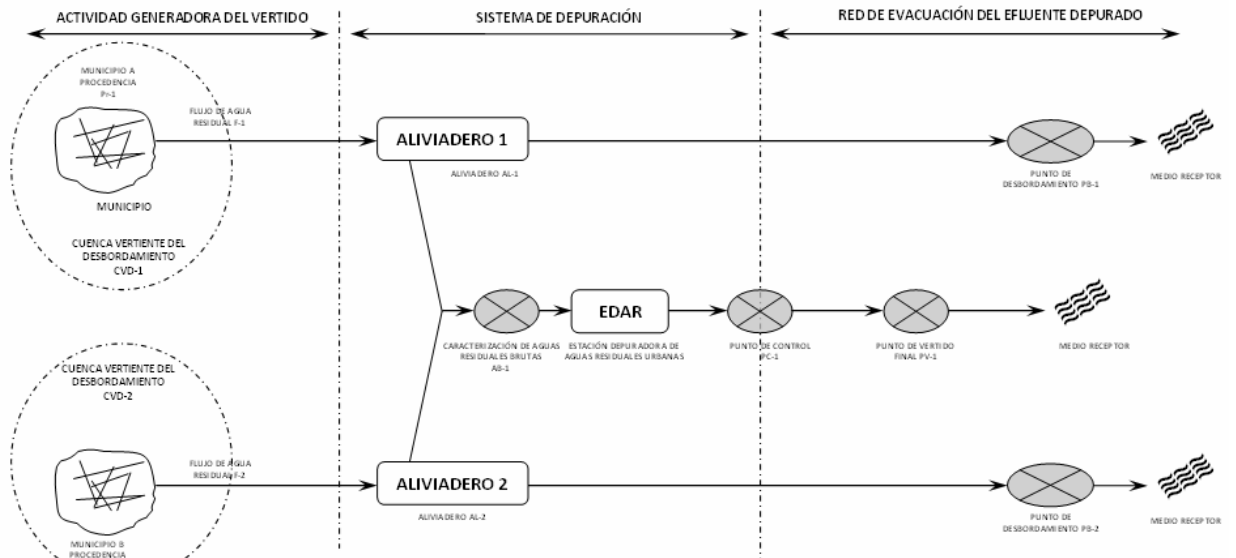 ACTIVIDAD GENERADORA DEL VERTIDO
SISTEMA DE DEPURACIÓN
RED DE EVACUACIÓN DEL EFLUENTE DEPURADO
MUNICIPIO A
PROCEDENCIA
Pr-1
FLUJO DE AGUA
RESIDUAL F-1
MUNICIPIO
CUENCA VERTIENTE DEL
DESBORDAMIENTO
CVD-1
ALIVIADERO 1
ALIVIADERO AL-1
PUNTO DE
DESBORDAMIENTO PB-1
MEDIO RECEPTOR
CARACTERIZACIÓN DE AGUAS
RESIDUALES BRUTAS
AB-1
EDAR
ESTACIÓN DEPURADORA DE
AGUAS RESIDUALES URBANAS
PUNTO DE CONTROL
PC-1
PUNTO DE VERTIDO
FINAL PV-1
MEDIO RECEPTOR
CUENCA VERTIENTE DEL
DESBORDAMIENTO
CVD-2
FLUJO DE AGUA
RESIDUAL F-2
MUNICIPIO B
PROCEDENCIA
ALIVIADERO 2
ALIVIADERO AL-2
PUNTO DE
DESBORDAMIENTO PB-2
MEDIO RECEPTOR